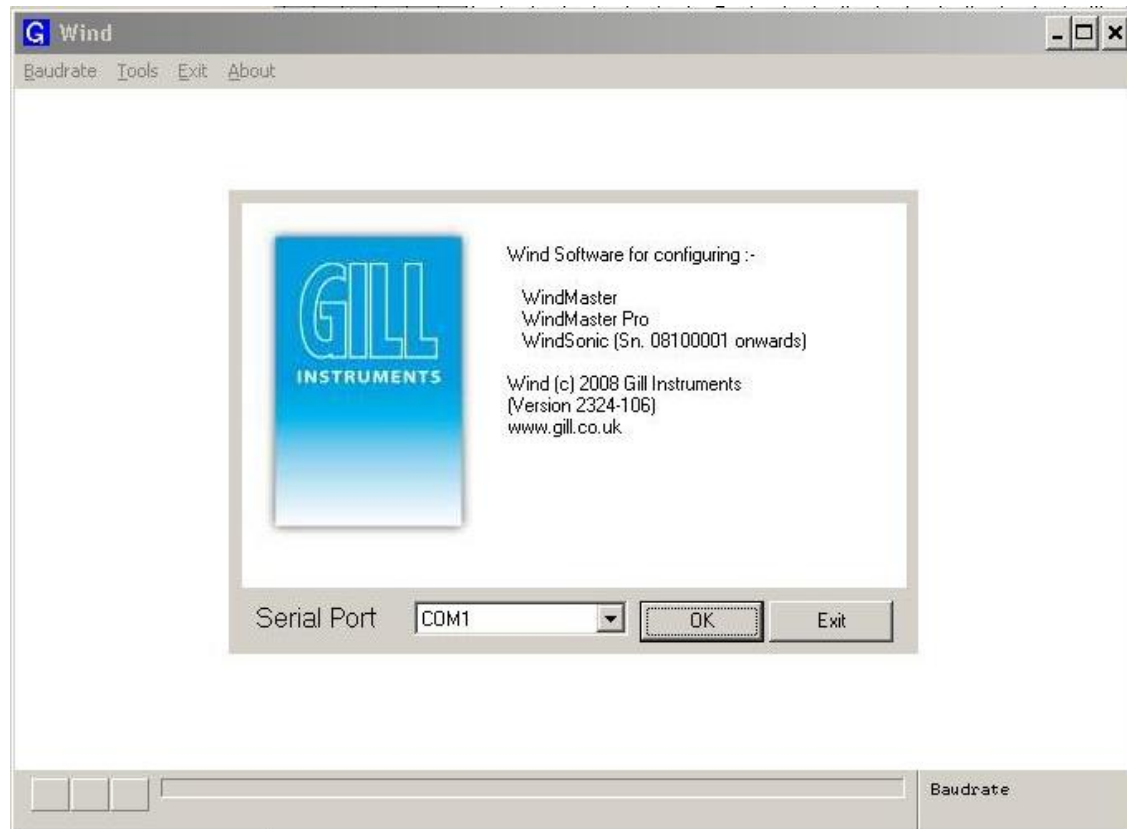 G Wind
Baudrate Tools Exit About
GILL
INSTRUMENTS
Wind Software for configuring :-
WindMaster
WindMaster Pro
WindSonic (Sn. 08100001 onwards)
Wind (c) 2008 Gill Instruments
(Version 2324-106)
www.gill.co.uk
Serial Port COM1 OK Exit
Baudrate